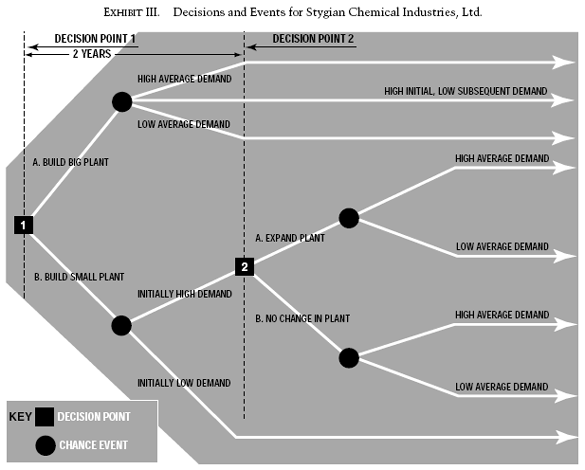 EXHIBIT III. Decisions and Events for Stygian Chemical Industries, Ltd.
DECISION POINT 1
DECISION POINT 2
2 YEARS
HIGH AVERAGE DEMAND
HIGH INITIAL, LOW SUBSEQUENT DEMAND
LOW AVERAGE DEMAND
A. BUILD BIG PLANT
HIGH AVERAGE DEMAND
1
A. EXPAND PLANT
LOW AVERAGE DEMAND
2
B. BUILD SMALL PLANT
INITIALLY HIGH DEMAND
B. NO CHANGE IN PLANT
HIGH AVERAGE DEMAND
INITIALLY LOW DEMAND
LOW AVERAGE DEMAND
KEY
DECISION POINT
CHANCE EVENT